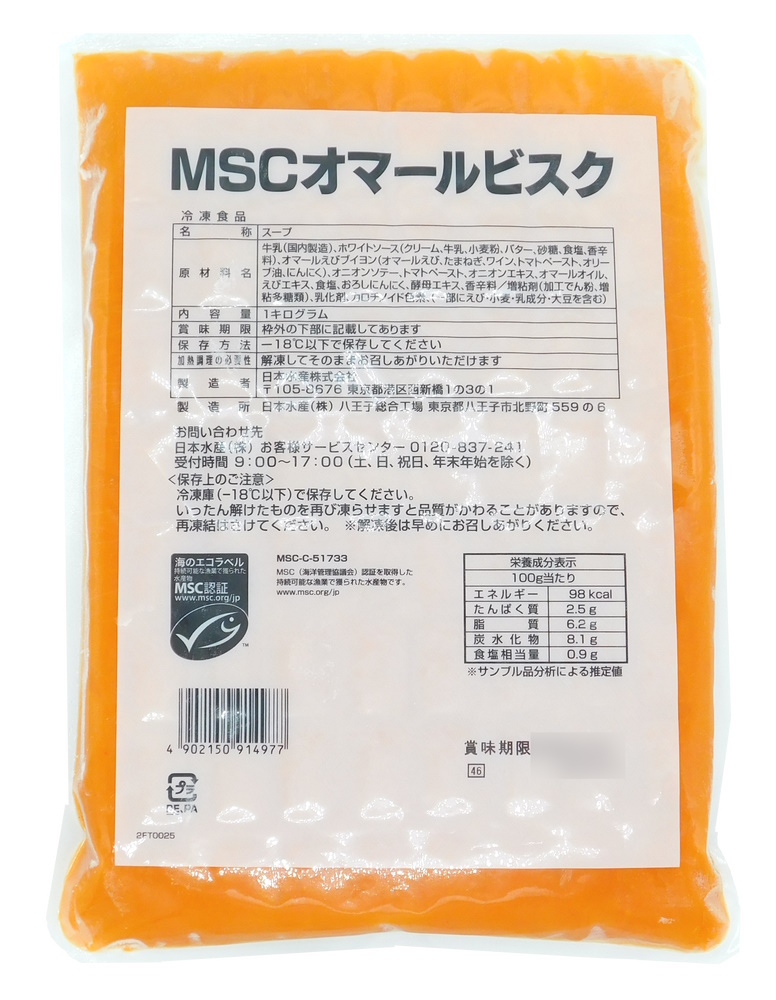 MSCオマールビスク
冷凍食品
名称 スープ
原材料名 牛乳(国内製造)、ホワイトソース(クリーム、牛乳、小麦粉、バター、砂糖、食塩、香辛
料)、オマールえびブイヨン(オマールえび、たまねぎ、ワイン、トマトペースト、オリー
ブ油、にんにく)、オニオンソテー、トマトペースト、オニオンエキス、オマールオイル、
えびエキス、食塩、おろしにんにく、酵母エキス、香辛料／増粘剤(加工でん粉、増
粘多糖類)、乳化剤、カロチノイド色素、(一部にえび・小麦・乳成分・大豆を含む)
内容量 1キログラム
賞味期限 枠外の下部に記載してあります
保存方法 －18℃以下で保存してください
加熱調理の必要性 解凍してそのままお召しあがりいただけます
製造者 日本水産株式会社
〒105-8676 東京都港区西新橋1の3の1
製造所 日本水産(株) 八王子総合工場 東京都八王子市北野町559の6
お問い合わせ先
日本水産(株) お客様サービスセンター 0120-837-241
受付時間 9:00～17:00(土、日、祝日、年末年始を除く)
<保存上のご注意>
冷凍庫(−18℃以下)で保存してください。
いったん解けたものを再び凍らせますと品質がかわることがありますので、
再凍結はさけてください。 ※解凍後は早めにお召しあがりください。
海のエコラベル
持続可能な漁業で獲られた
水産物
MSC認証
www.msc.org/jp
TM
MSC-C-51733
MSC（海洋管理協議会）認証を取得した
持続可能な漁業で獲られた水産物です。
www.msc.org/jp
栄養成分表示
100g当たり
エネルギー 98 kcal
たんぱく質 2.5 g
脂質 6.2 g
炭水化物 8.1 g
食塩相当量 0.9 g
※サンプル品分析による推定値
4 902150 914977
賞味期限
46
プラ
PE,PA
2FT0025